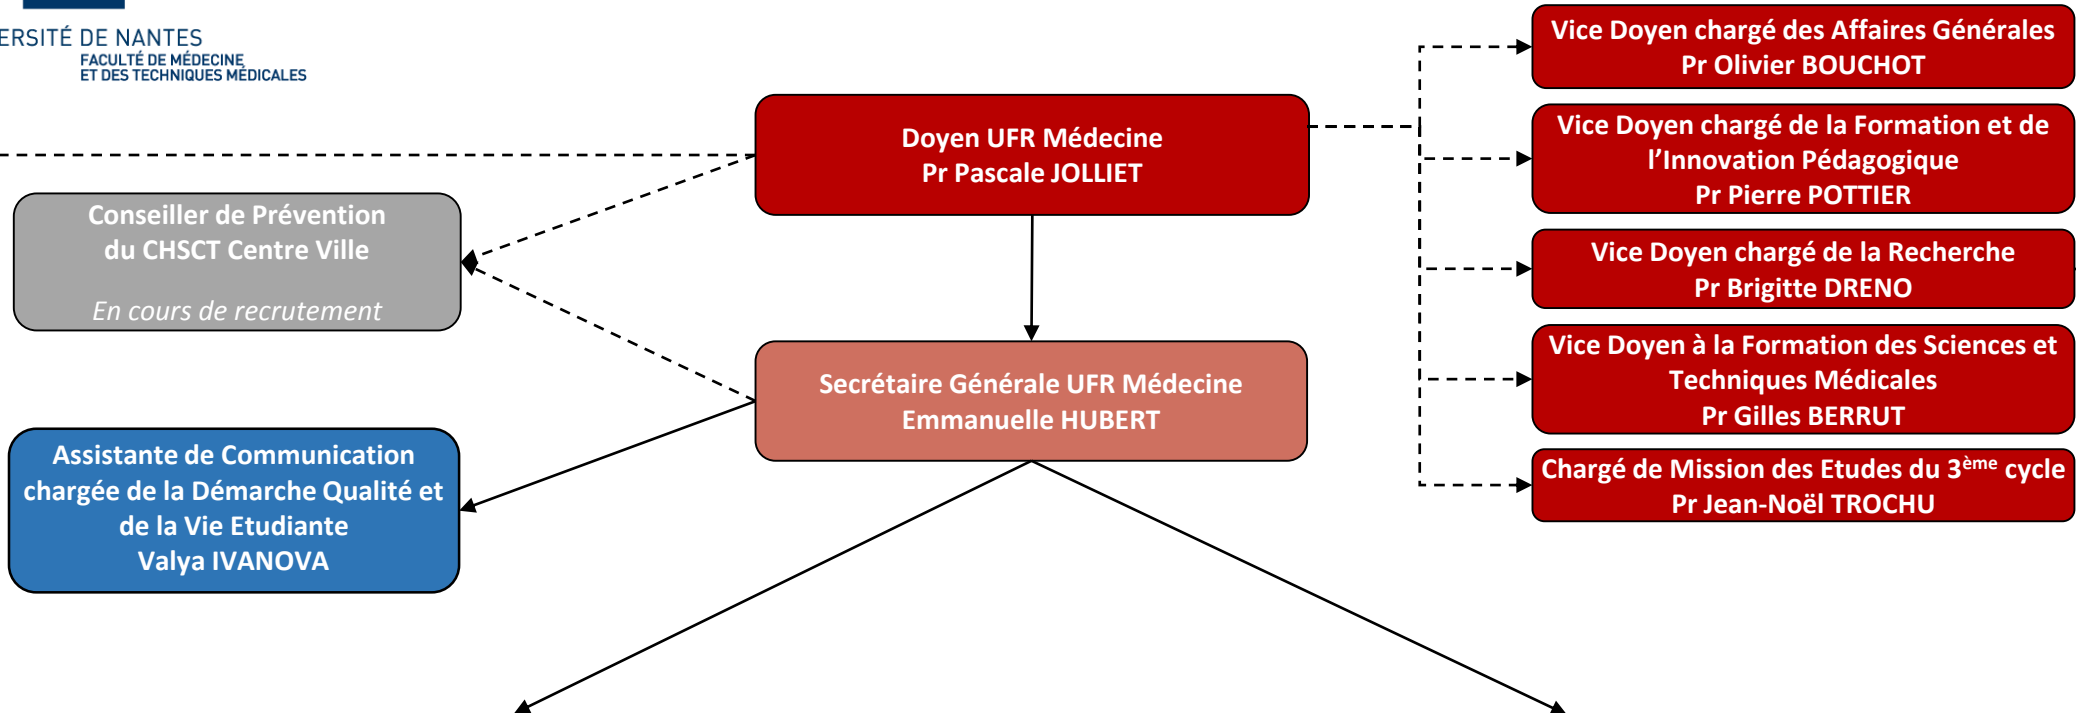 ERSITÉ DE NANTES
FACULTÉ DE MÉDECINE
ET DES TECHNIQUES MÉDICALES
Doyen UFR Médecine
Pr Pascale JOLLIET
Conseiller de Prévention
du CHSCT Centre Ville
En cours de recrutement
Secrétaire Générale UFR Médecine
Emmanuelle HUBERT
Assistante de Communication
chargée de la Démarche Qualité et
de la Vie Etudiante
Valya IVANOVA
Vice Doyen chargé des Affaires Générales
Pr Olivier BOUCHOT
Vice Doyen chargé de la Formation et de
l’Innovation Pédagogique
Pr Pierre POTTIER
Vice Doyen chargé de la Recherche
Pr Brigitte DRENO
Vice Doyen à la Formation des Sciences et
Techniques Médicales
Pr Gilles BERRUT
Chargé de Mission des Etudes du 3ème cycle
Pr Jean-Noël TROCHU